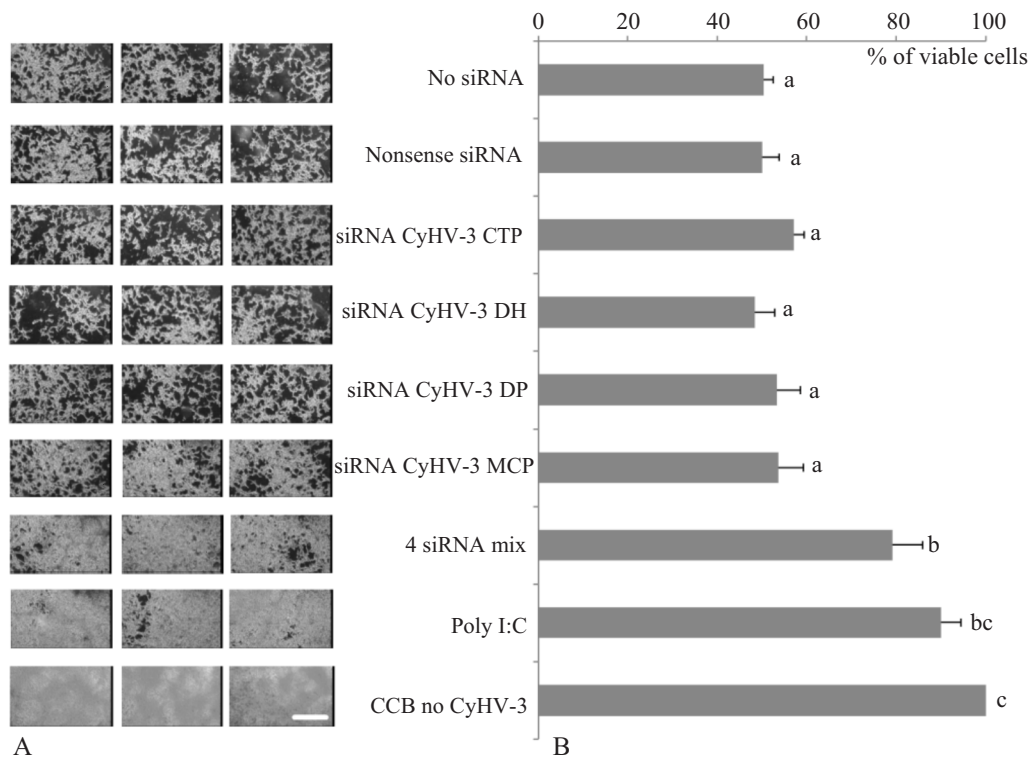 0 20 40 60 80 100
% of viable cells
No siRNA a
Nonsense siRNA a
siRNA CyHV-3 CTP a
siRNA CyHV-3 DH a
siRNA CyHV-3 DP a
siRNA CyHV-3 MCP a
4 siRNA mix b
Poly I:C bc
CCB no CyHV-3 c
A B